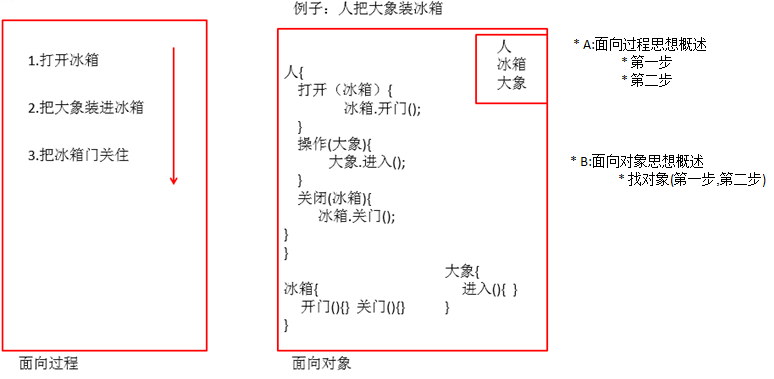 例子：人把大象装冰箱
1.打开冰箱
2.把大象装进冰箱
3.把冰箱门关住
面向过程
人
冰箱
大象
人{
打开（冰箱）{
冰箱.开门();
}
操作(大象){
大象.进入();
}
关闭(冰箱){
冰箱.关门();
}
}
冰箱{
开门(){} 关门(){}
}
大象{
进入(){ }
}
面向对象
* A:面向过程思想概述
* 第一步
* 第二步
* B:面向对象思想概述
* 找对象(第一步,第二步)